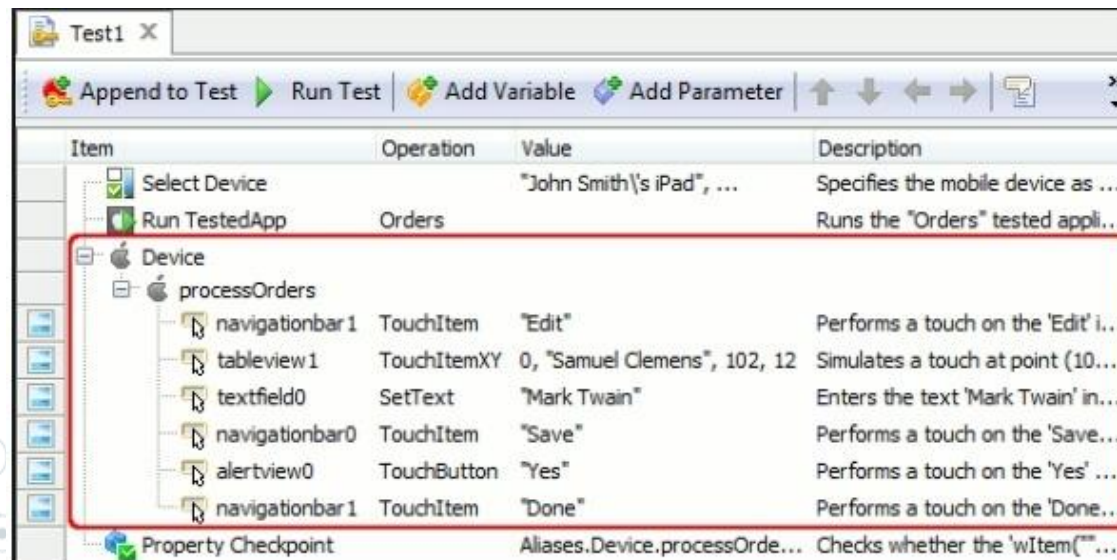 Test1
Append to Test Run Test Add Variable Add Parameter
Item Operation Value Description
Select Device "John Smith\'s iPad", ... Specifies the mobile device as ...
Run TestedApp Orders Runs the "Orders" tested appli...
Device
processOrders
navigationbar1 TouchItem "Edit" Performs a touch on the 'Edit' i...
tableview1 TouchItemXY 0, "Samuel Clemens", 102, 12 Simulates a touch at point (10...
textfield0 SetText "Mark Twain" Enters the text 'Mark Twain' in...
navigationbar0 TouchItem "Save" Performs a touch on the 'Save...
alertview0 TouchButton "Yes" Performs a touch on the 'Yes' ...
navigationbar1 TouchItem "Done" Performs a touch on the 'Done...
Property Checkpoint Aliases.Device.processOrde... Checks whether the 'wItem(""...